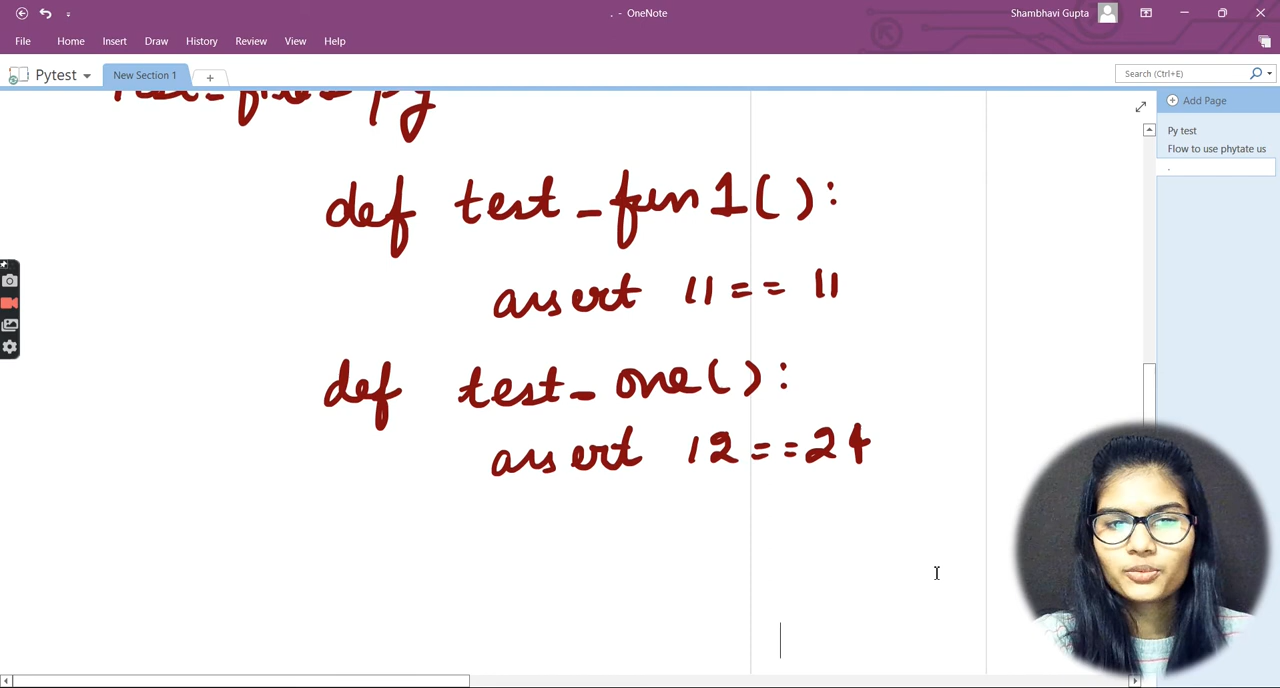 . - OneNote
Shambhavi Gupta
File Home Insert Draw History Review View Help
Pytest
New Section 1
+
Search (Ctrl+E)
Add Page
Py test
Flow to use phytate us
.
def test_fun1():
assert 11 == 11
def test_one():
assert 12 == 24